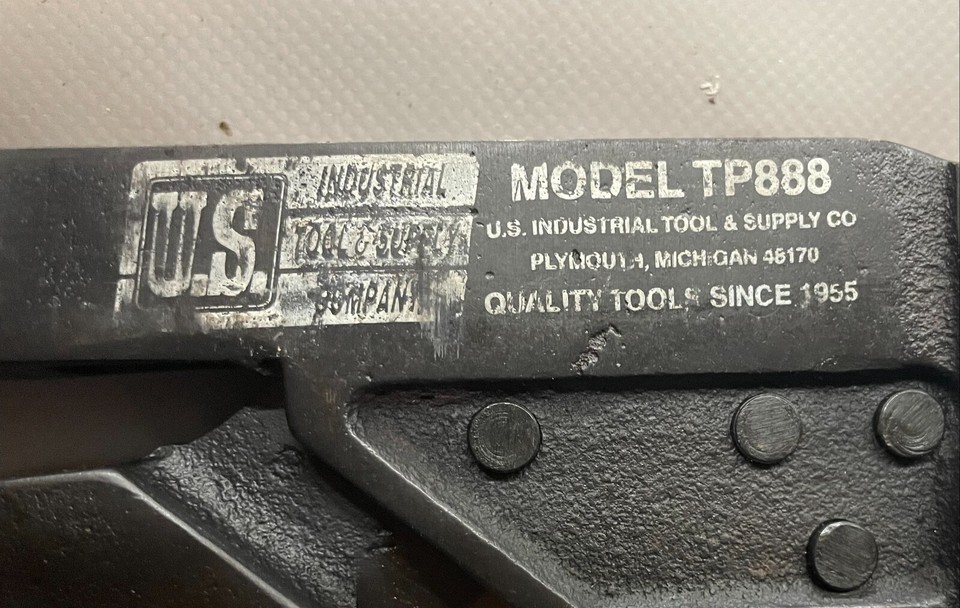 U.S.
INDUSTRIAL
TOOL & SUPPLY
COMPANY
MODEL TP888
U.S. INDUSTRIAL TOOL & SUPPLY CO
PLYMOUTH, MICHIGAN 48170
QUALITY TOOLS SINCE 1955